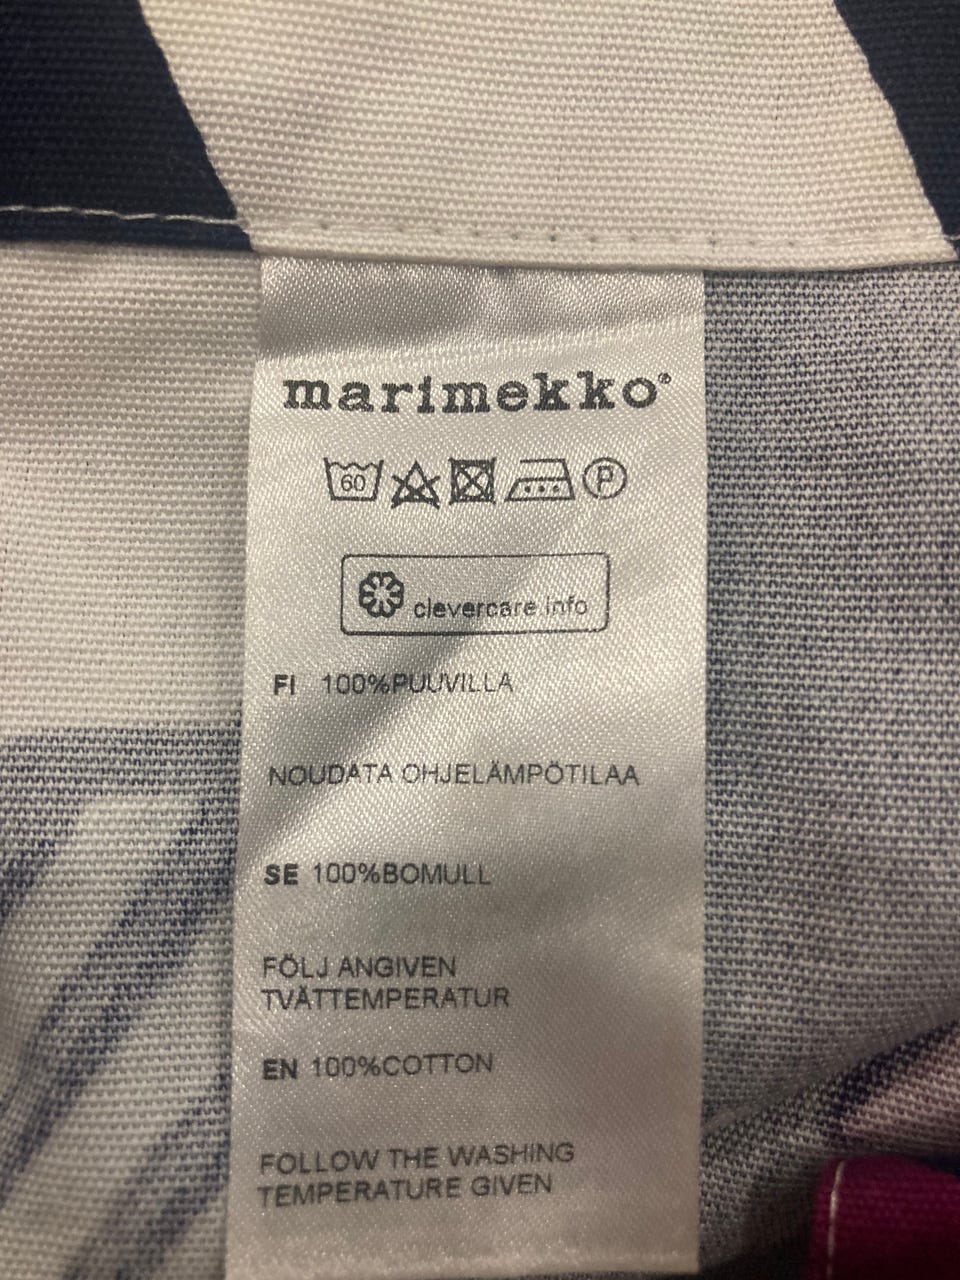 marimekko®
60 P
clevercare info
FI 100%PUUVILLA
NOUDATA OHJELÄMPÖTILAA
SE 100%BOMULL
FÖLJ ANGIVEN
TVÄTTEMPERATUR
EN 100%COTTON
FOLLOW THE WASHING
TEMPERATURE GIVEN